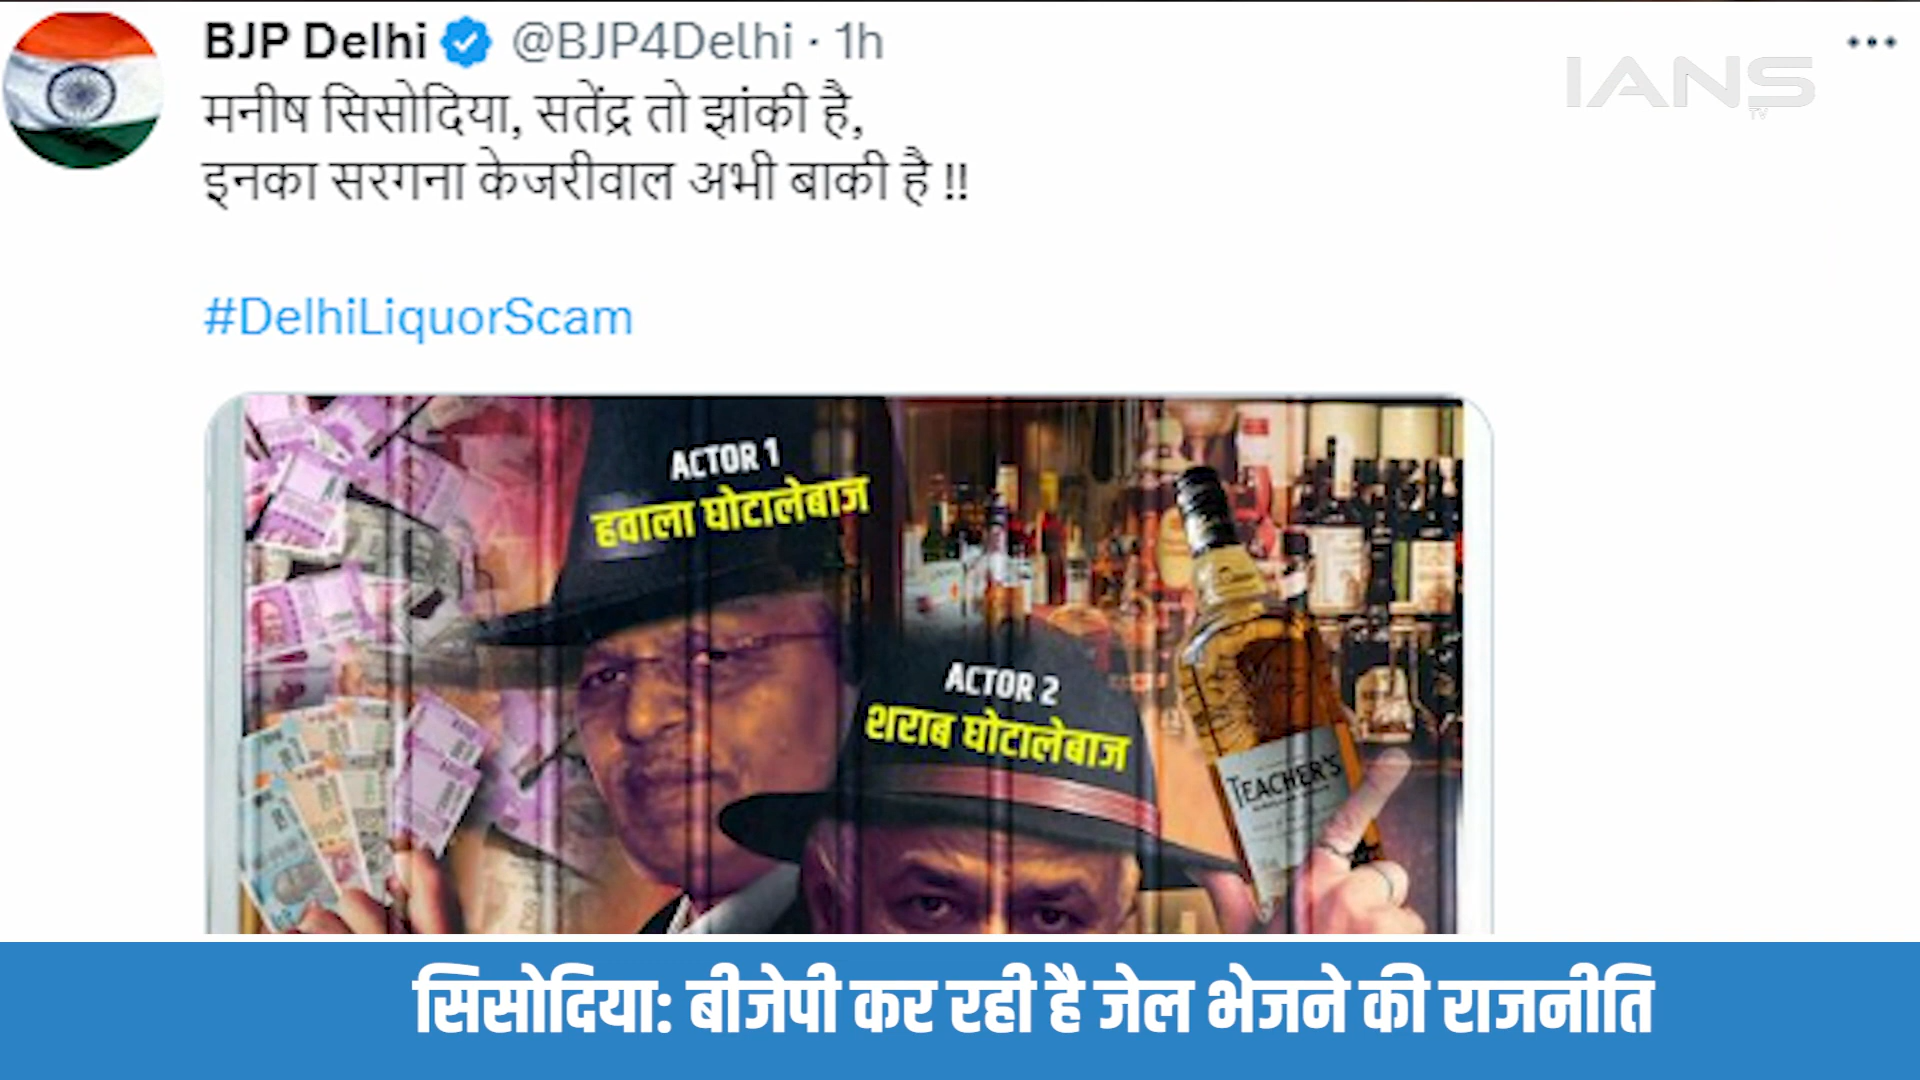 BJP Delhi @BJP4Delhi · 1h
IANS
TV
मनीष सिसोदिया, सतेंद्र तो झांकी है,
इनका सरगना केजरीवाल अभी बाकी है !!
#DelhiLiquorScam
ACTOR 1
हवाला घोटालेबाज
ACTOR 2
शराब घोटालेबाज
TEACHER'S
सिसोदिया: बीजेपी कर रही है जेल भेजने की राजनीति